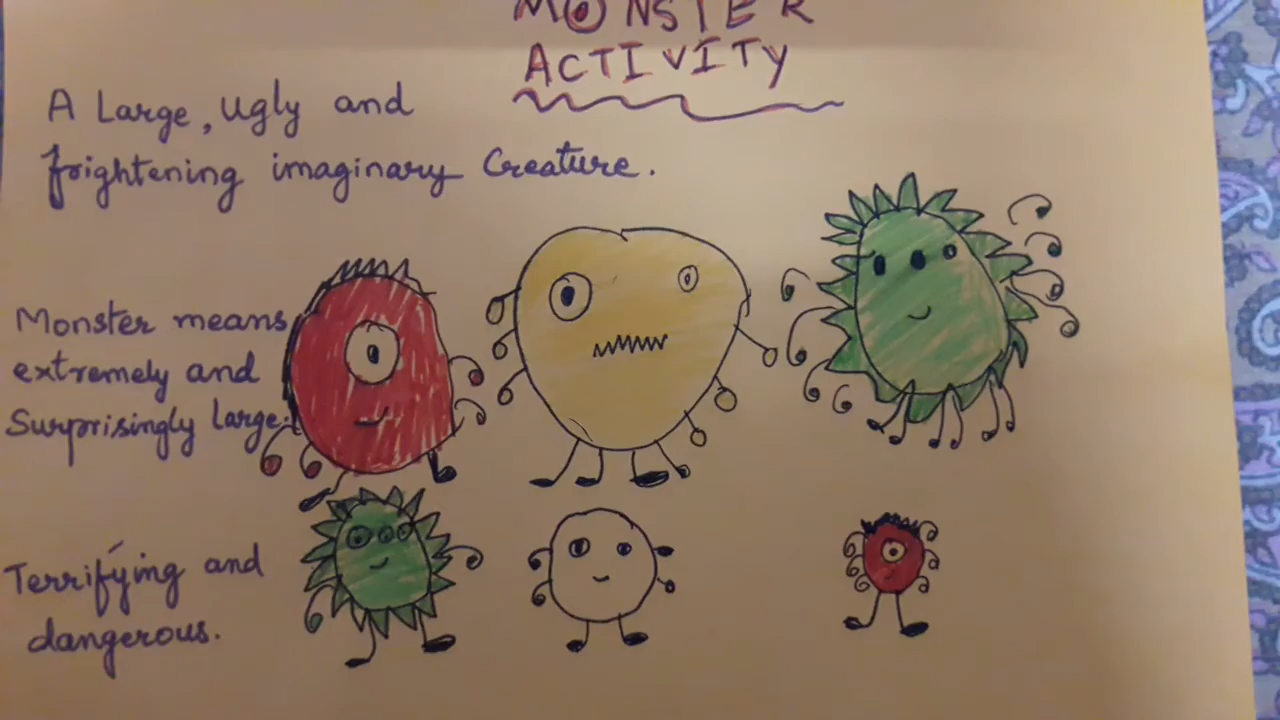 MONSTER
ACTIVITY
A Large, Ugly and
frightening imaginary Creature.
Monster means
extremely and
Surprisingly large.
Terrifying and
dangerous.